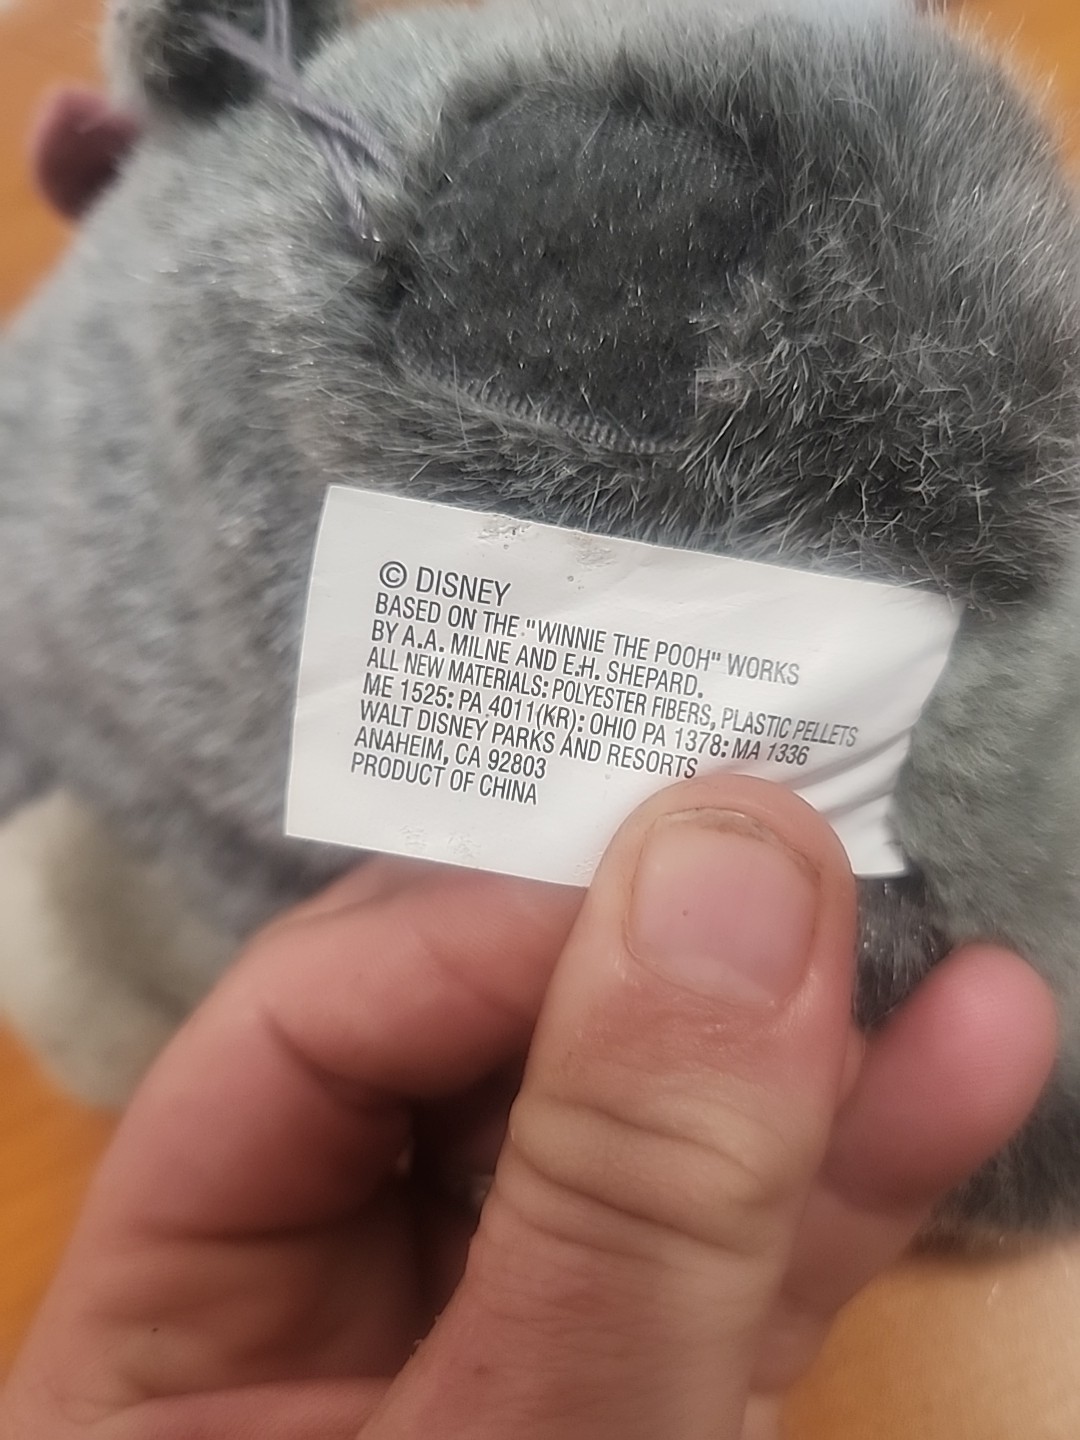 © DISNEY
BASED ON THE "WINNIE THE POOH" WORKS
BY A.A. MILNE AND E.H. SHEPARD.
ALL NEW MATERIALS: POLYESTER FIBERS, PLASTIC PELLETS
ME 1525: PA 4011(KR): OHIO PA 1378: MA 1336
WALT DISNEY PARKS AND RESORTS
ANAHEIM, CA 92803
PRODUCT OF CHINA